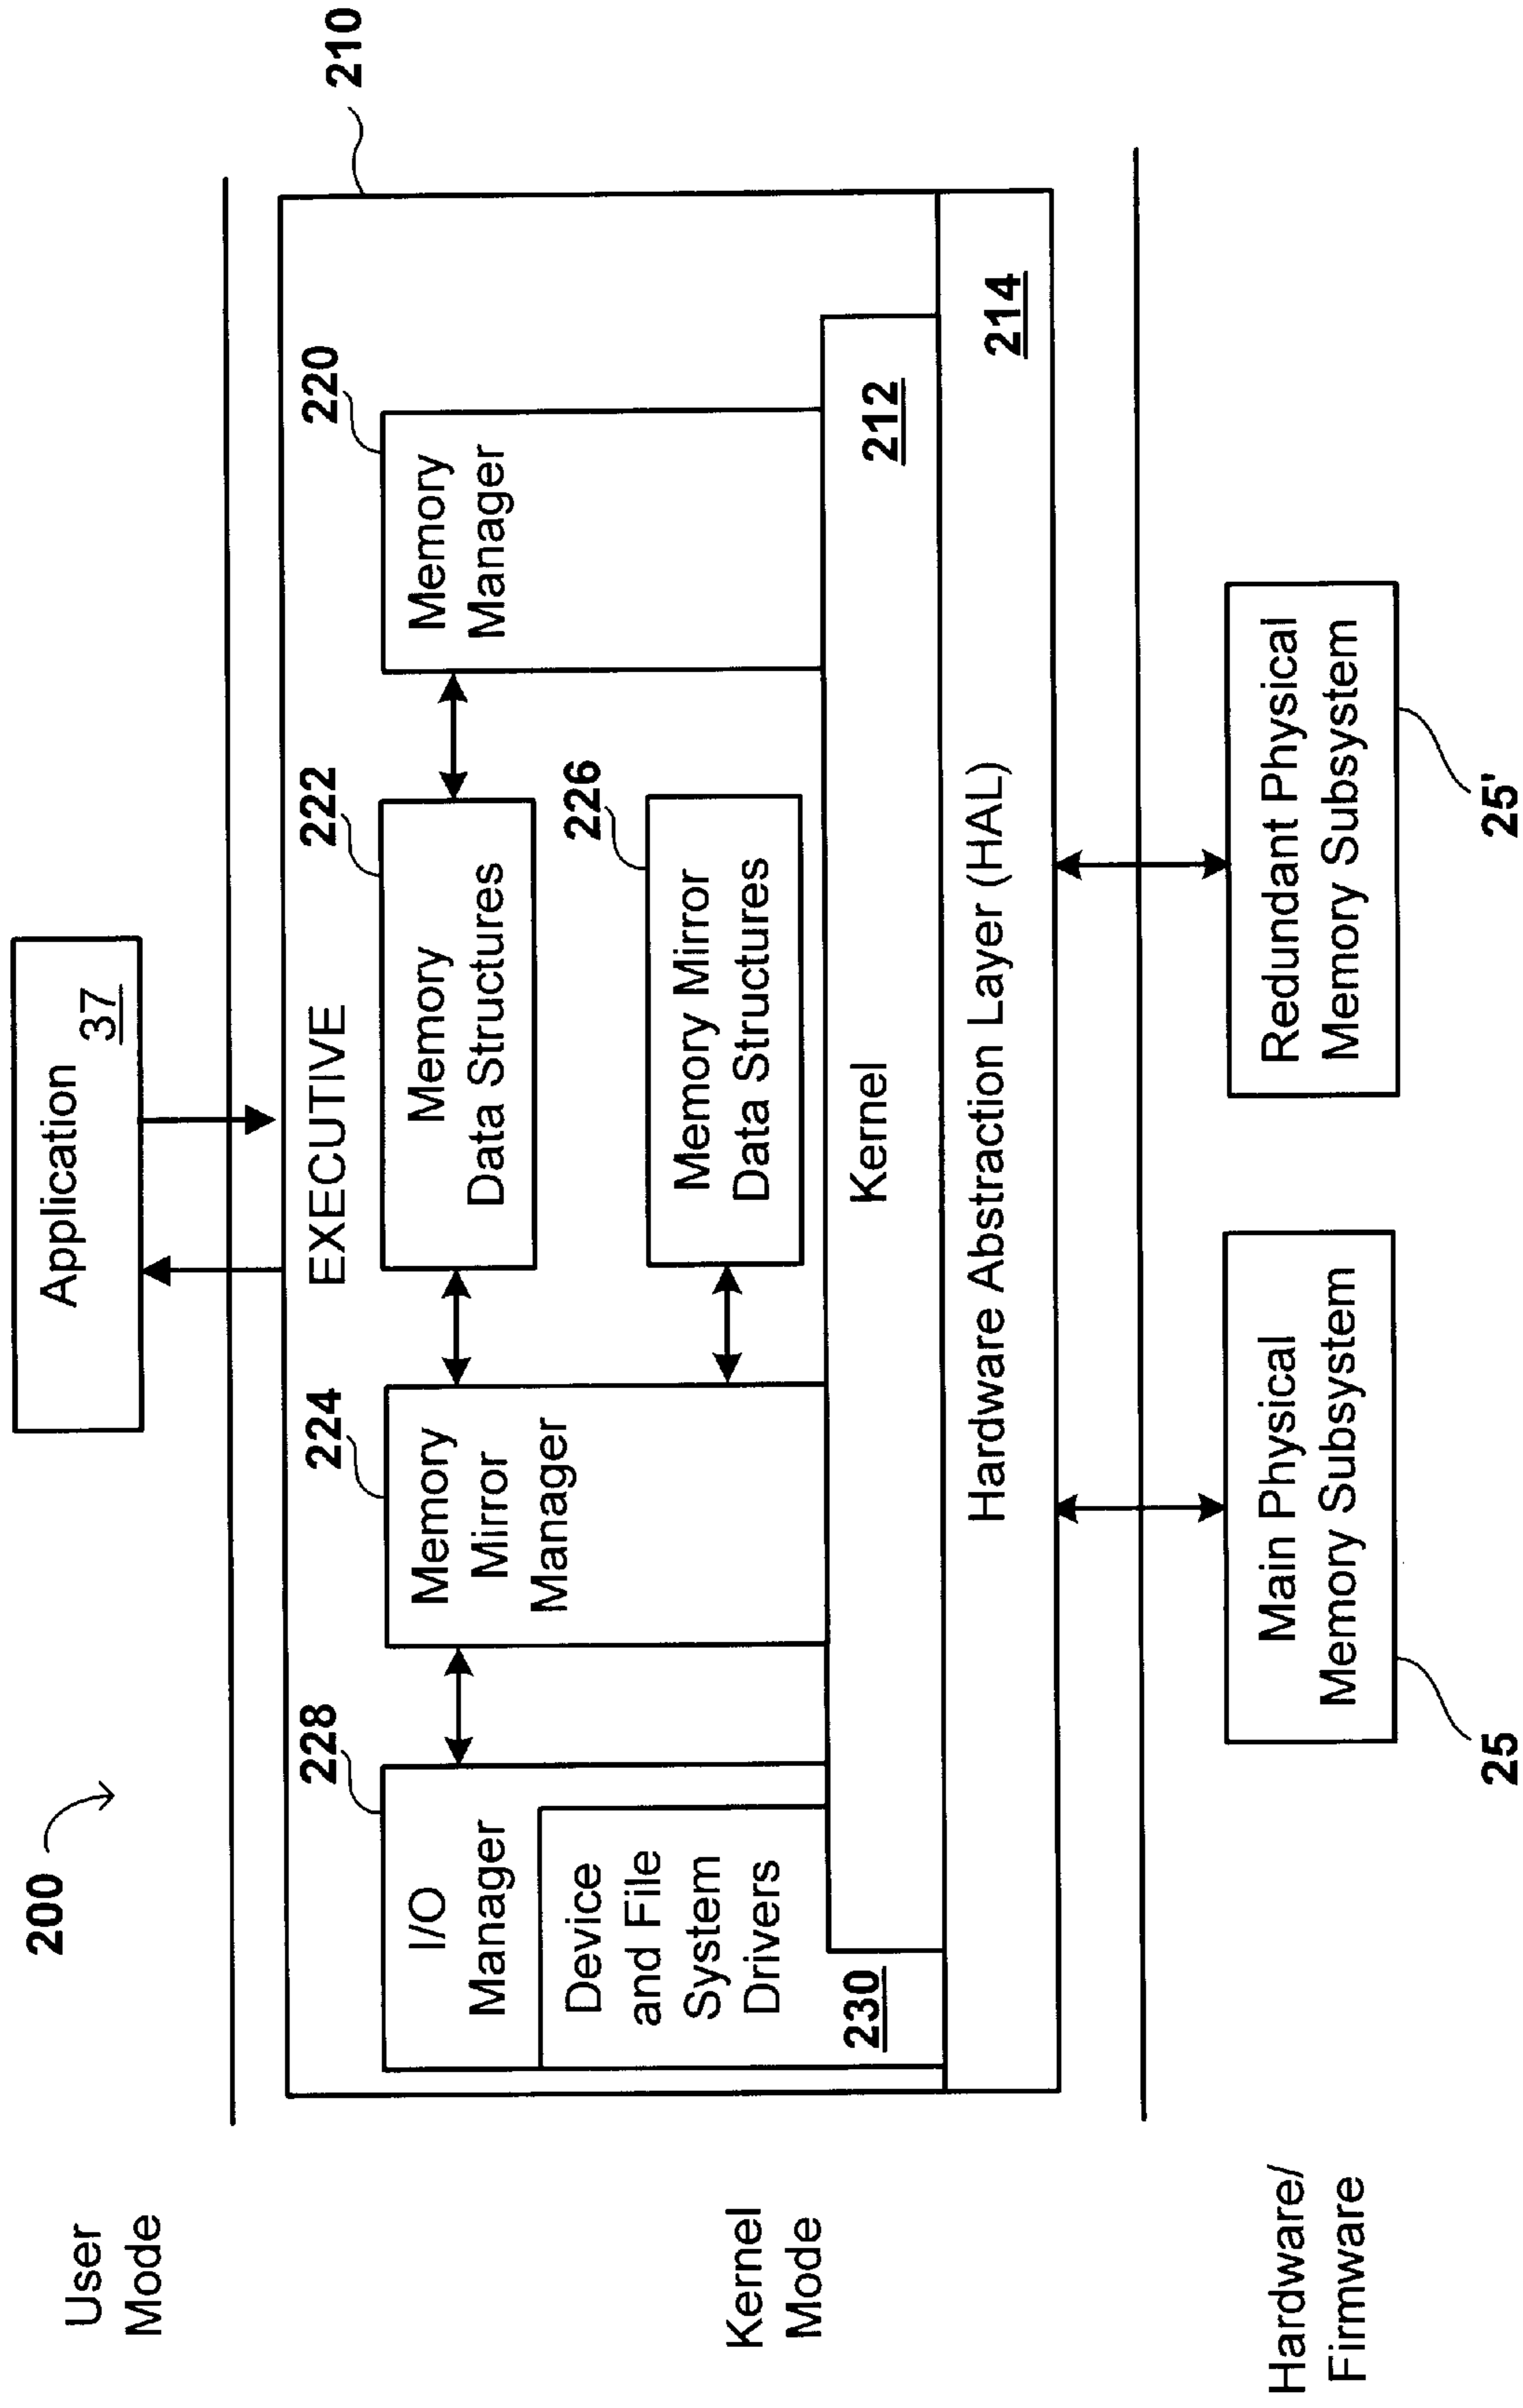 200
User
Mode
Application
37
210
EXECUTIVE
228
224
222
220
I/O
Manager
Memory
Mirror
Manager
Memory
Data Structures
Memory
Manager
226
Device
and File
System
Drivers
Memory Mirror
Data Structures
Kernel
Mode
230
Kernel
212
Hardware Abstraction Layer (HAL)
214
Hardware/
Firmware
Main Physical
Memory Subsystem
Redundant Physical
Memory Subsystem
25
25'